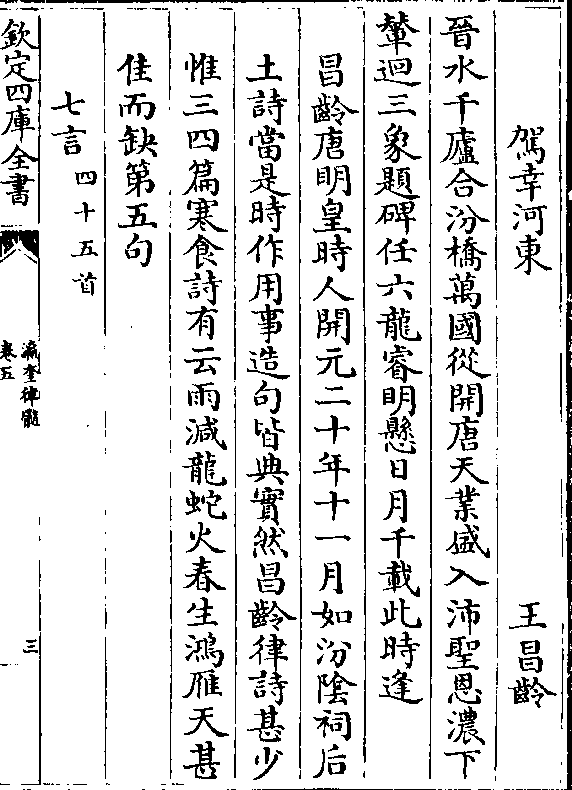 駕幸河東 王昌齡
晉水千廬合汾橋萬國從開唐天業盛入沛聖恩濃下
輦迴三象題碑任六龍睿明懸日月千載此時逢
昌齡唐明皇時人開元二十年十一月如汾陰祠后
土詩當是時作用事造句皆典實然昌齡律詩甚少
惟三四篇寒食詩有云雨減龍蛇火春生鴻雁天甚
佳而缺第五句
七言四十五首
欽定四庫全書
瀛奎律髓
卷五
三